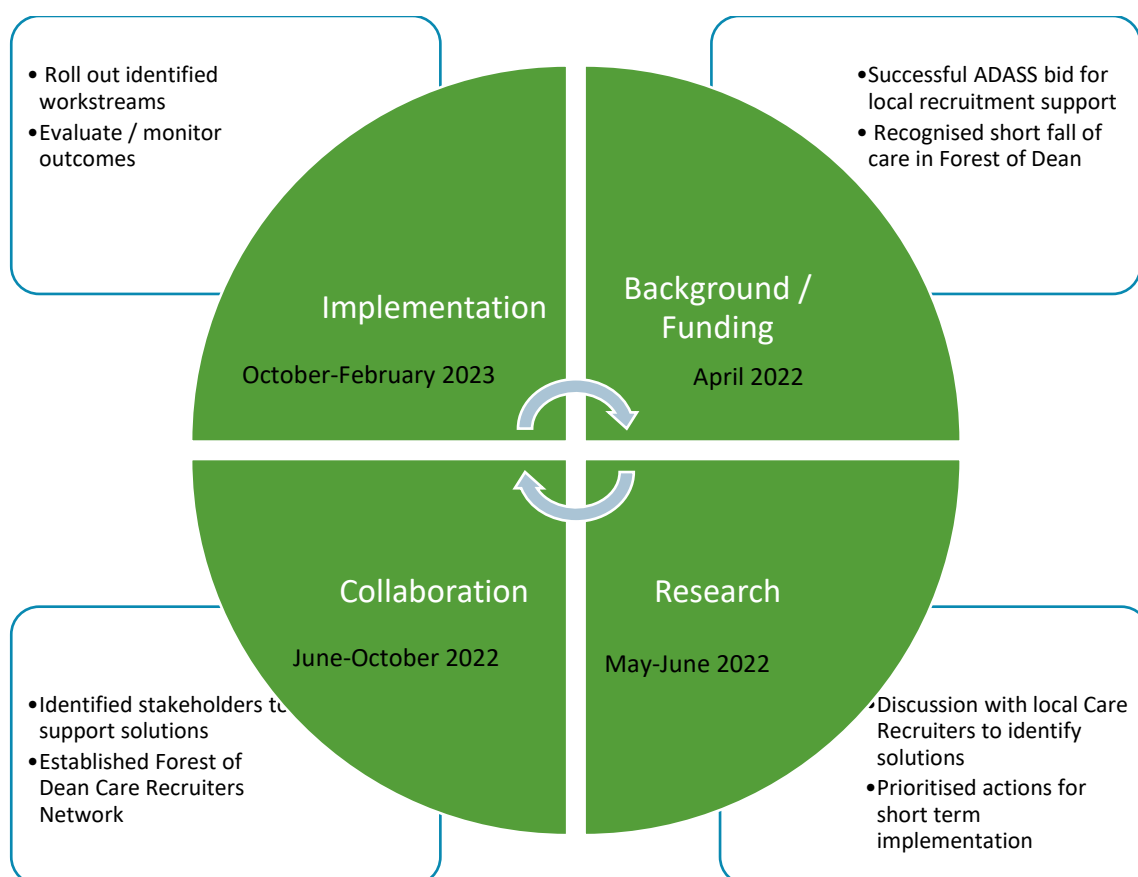 • Roll out identified
workstreams
•Evaluate / monitor
outcomes
•Successful ADASS bid for
local recruitment support
• Recognised short fall of
care in Forest of Dean
Implementation
October-February 2023
Background /
Funding
April 2022
Collaboration
June-October 2022
Research
May-June 2022
•Identified stakeholders to
support solutions
•Established Forest of
Dean Care Recruiters
Network
•Discussion with local Care
Recruiters to identify
solutions
•Prioritised actions for
short term
implementation